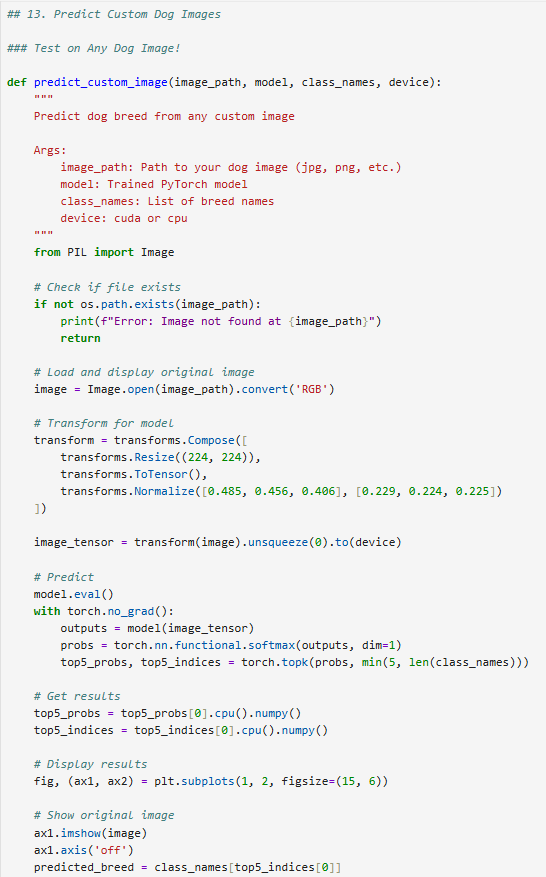 ## 13. Predict Custom Dog Images
### Test on Any Dog Image!
def predict_custom_image(image_path, model, class_names, device):
    """
    Predict dog breed from any custom image
    Args:
        image_path: Path to your dog image (jpg, png, etc.)
        model: Trained PyTorch model
        class_names: List of breed names
        device: cuda or cpu
    """
    from PIL import Image
    # Check if file exists
    if not os.path.exists(image_path):
        print(f"Error: Image not found at {image_path}")
        return
    # Load and display original image
    image = Image.open(image_path).convert('RGB')
    # Transform for model
    transform = transforms.Compose([
        transforms.Resize((224, 224)),
        transforms.ToTensor(),
        transforms.Normalize([0.485, 0.456, 0.406], [0.229, 0.224, 0.225])
    ])
    image_tensor = transform(image).unsqueeze(0).to(device)
    # Predict
    model.eval()
    with torch.no_grad():
        outputs = model(image_tensor)
        probs = torch.nn.functional.softmax(outputs, dim=1)
        top5_probs, top5_indices = torch.topk(probs, min(5, len(class_names)))
    # Get results
    top5_probs = top5_probs[0].cpu().numpy()
    top5_indices = top5_indices[0].cpu().numpy()
    # Display results
    fig, (ax1, ax2) = plt.subplots(1, 2, figsize=(15, 6))
    # Show original image
    ax1.imshow(image)
    ax1.axis('off')
    predicted_breed = class_names[top5_indices[0]]